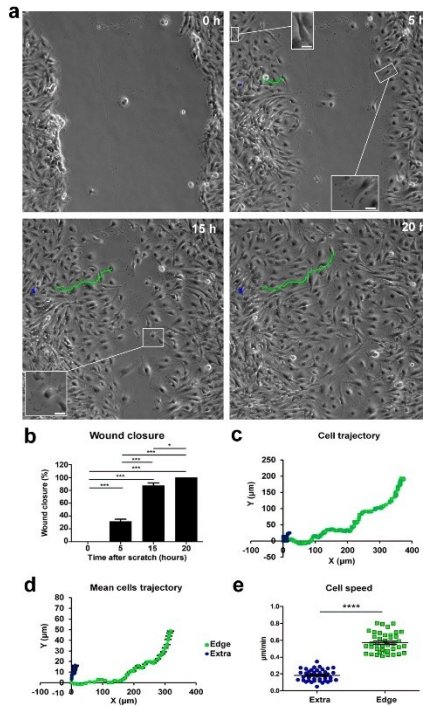 a
0 h
5 h
15 h
20 h
b
Wound closure
Wound closure (%)
120
100
80
60
40
20
0
*
***
***
***
***
***
0 5 15 20
Time after scratch (hours)
c
Cell trajectory
Y (µm)
250
200
150
100
50
0
-50
-100 0 100 200 300 400
X (µm)
d
Mean cells trajectory
Y (µm)
80
70
60
50
40
30
20
10
0
-10
-100 0 100 200 300 400
X (µm)
Edge
Extra
e
Cell speed
****
µm/min
1.0
0.8
0.6
0.4
0.2
0.0
Extra Edge